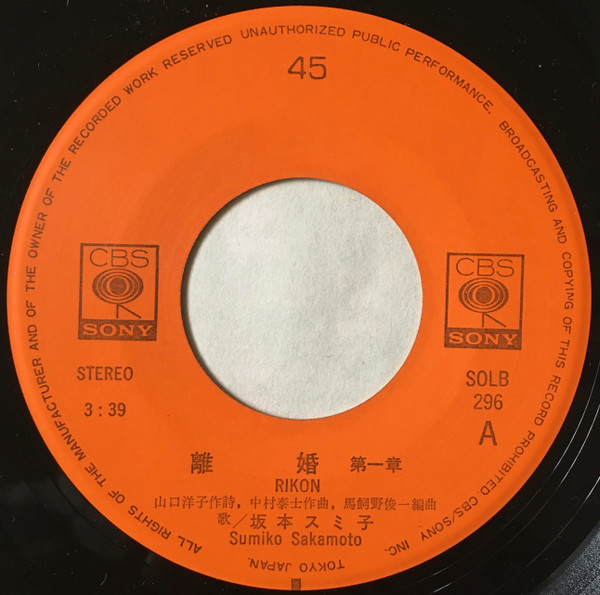 ALL RIGHTS OF THE MANUFACTURER AND OF THE OWNER OF THE RECORDED WORK RESERVED UNAUTHORIZED PUBLIC PERFORMANCE. BROADCASTING AND COPYING OF THIS RECORD PROHIBITED CBS/SONY INC. TOKYO JAPAN.
45
CBS
SONY
CBS
SONY
STEREO
3:39
SOLB
296
A
離 婚 第一章
RIKON
山口洋子作詩，中村泰士作曲，馬飼野俊一編曲
歌／坂本スミ子
Sumiko Sakamoto